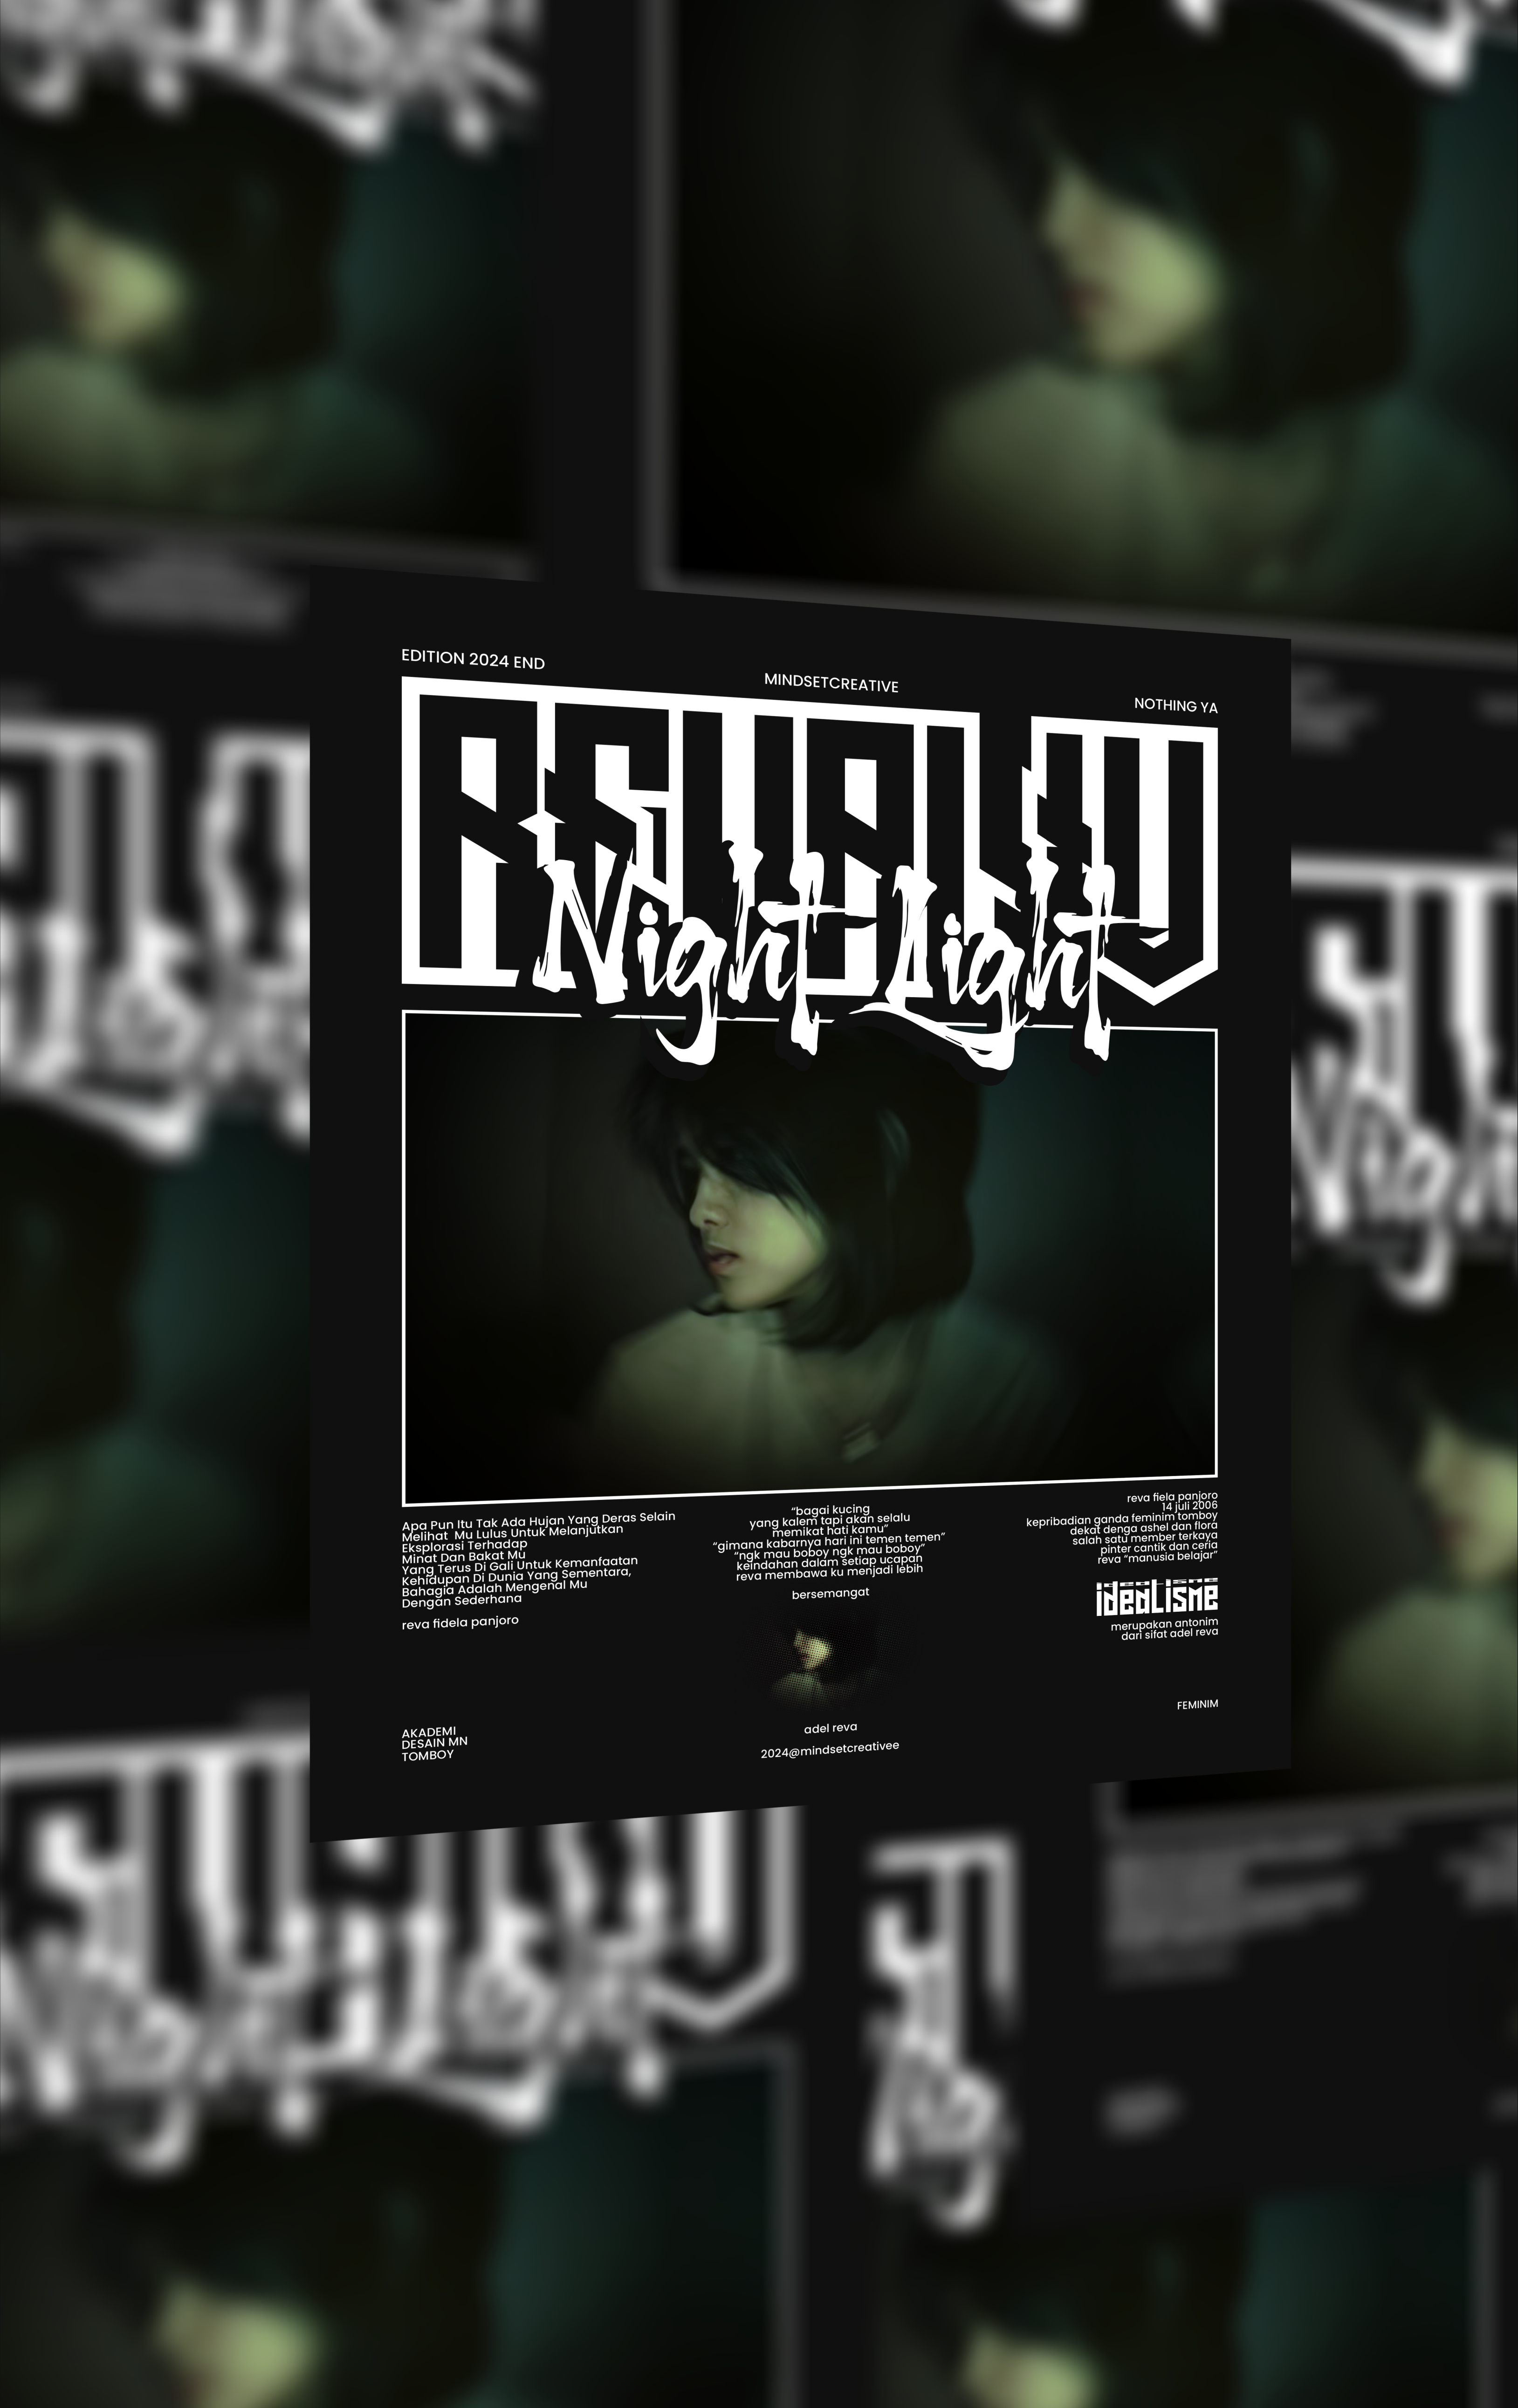 EDITION 2024 END
MINDSETCREATIVE
NOTHING YA
Night Light
Apa Pun Itu Tak Ada Hujan Yang Deras Selain
Melihat Mu Lulus Untuk Melanjutkan
Eksplorasi Terhadap
Minat Dan Bakat Mu
Yang Terus Di Gali Untuk Kemanfaatan
Kehidupan Di Dunia Yang Sementara,
Bahagia Adalah Mengenal Mu
Dengan Sederhana
reva fidela panjoro
“bagai kucing
yang kalem tapi akan selalu
memikat hati kamu”
“gimana kabarnya hari ini temen temen”
“ngk mau boboy ngk mau boboy”
keindahan dalam setiap ucapan
reva membawa ku menjadi lebih
bersemangat
reva fiela panjoro
14 juli 2006
kepribadian ganda feminim tomboy
dekat denga ashel dan flora
salah satu member terkaya
pinter cantik dan ceria
reva “manusia belajar”
idealisme
merupakan antonim
dari sifat adel reva
FEMINIM
AKADEMI
DESAIN MN
TOMBOY
adel reva
2024@mindsetcreativee